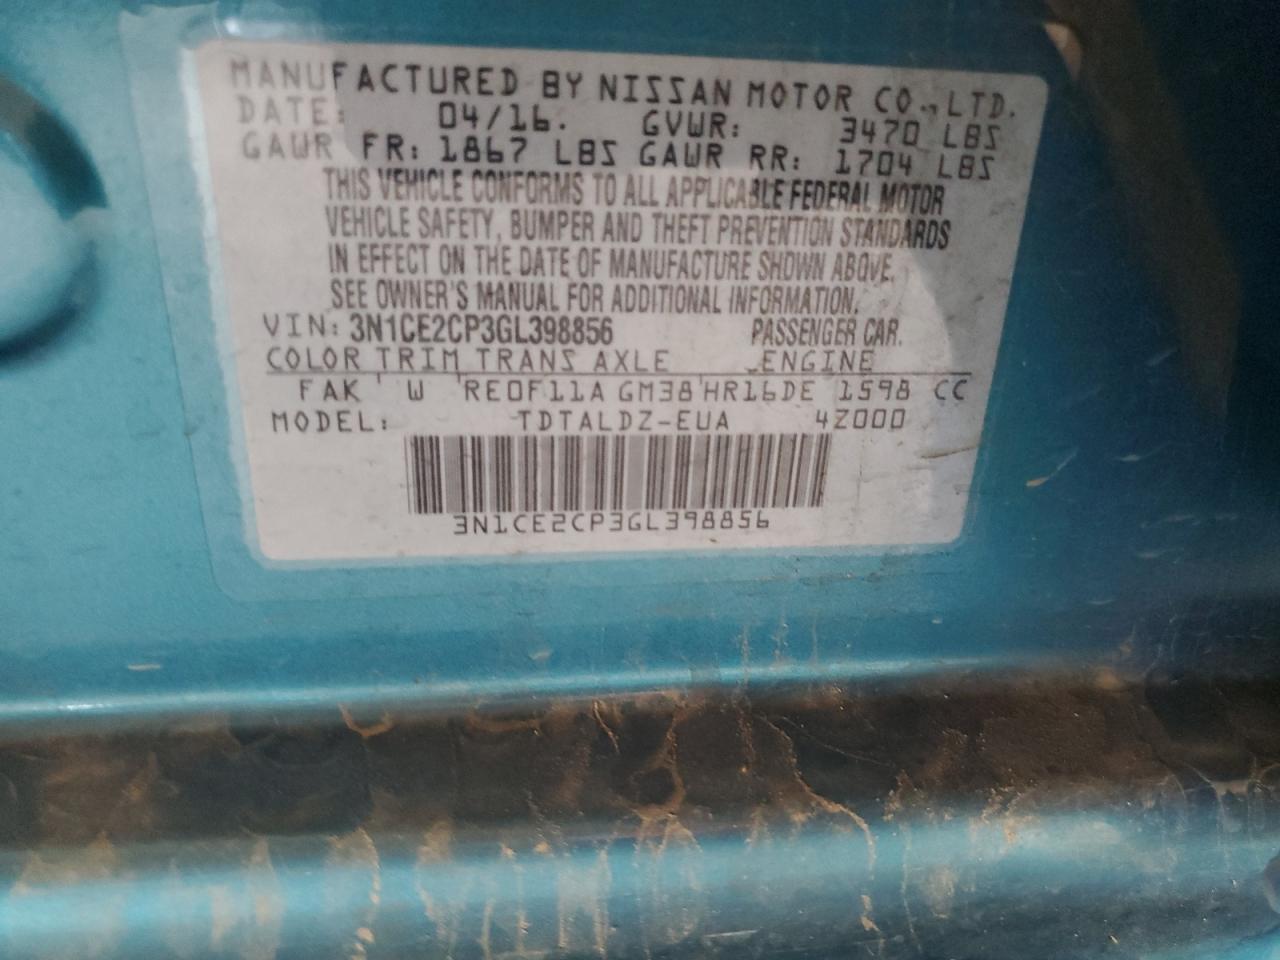 MANUFACTURED BY NISSAN MOTOR CO., LTD.
DATE: 04/16. GVWR: 3470 LBS
GAWR FR: 1867 LBS GAWR RR: 1704 LBS
THIS VEHICLE CONFORMS TO ALL APPLICABLE FEDERAL MOTOR
VEHICLE SAFETY, BUMPER AND THEFT PREVENTION STANDARDS
IN EFFECT ON THE DATE OF MANUFACTURE SHOWN ABOVE.
SEE OWNER'S MANUAL FOR ADDITIONAL INFORMATION.
VIN: 3N1CE2CP3GL398856 PASSENGER CAR.
COLOR TRIM TRANS AXLE ENGINE
FAK W RE0F11A GM38 HR16DE 1598 CC
MODEL: TDTALDZ-EUA 4Z000
3N1CE2CP3GL398856